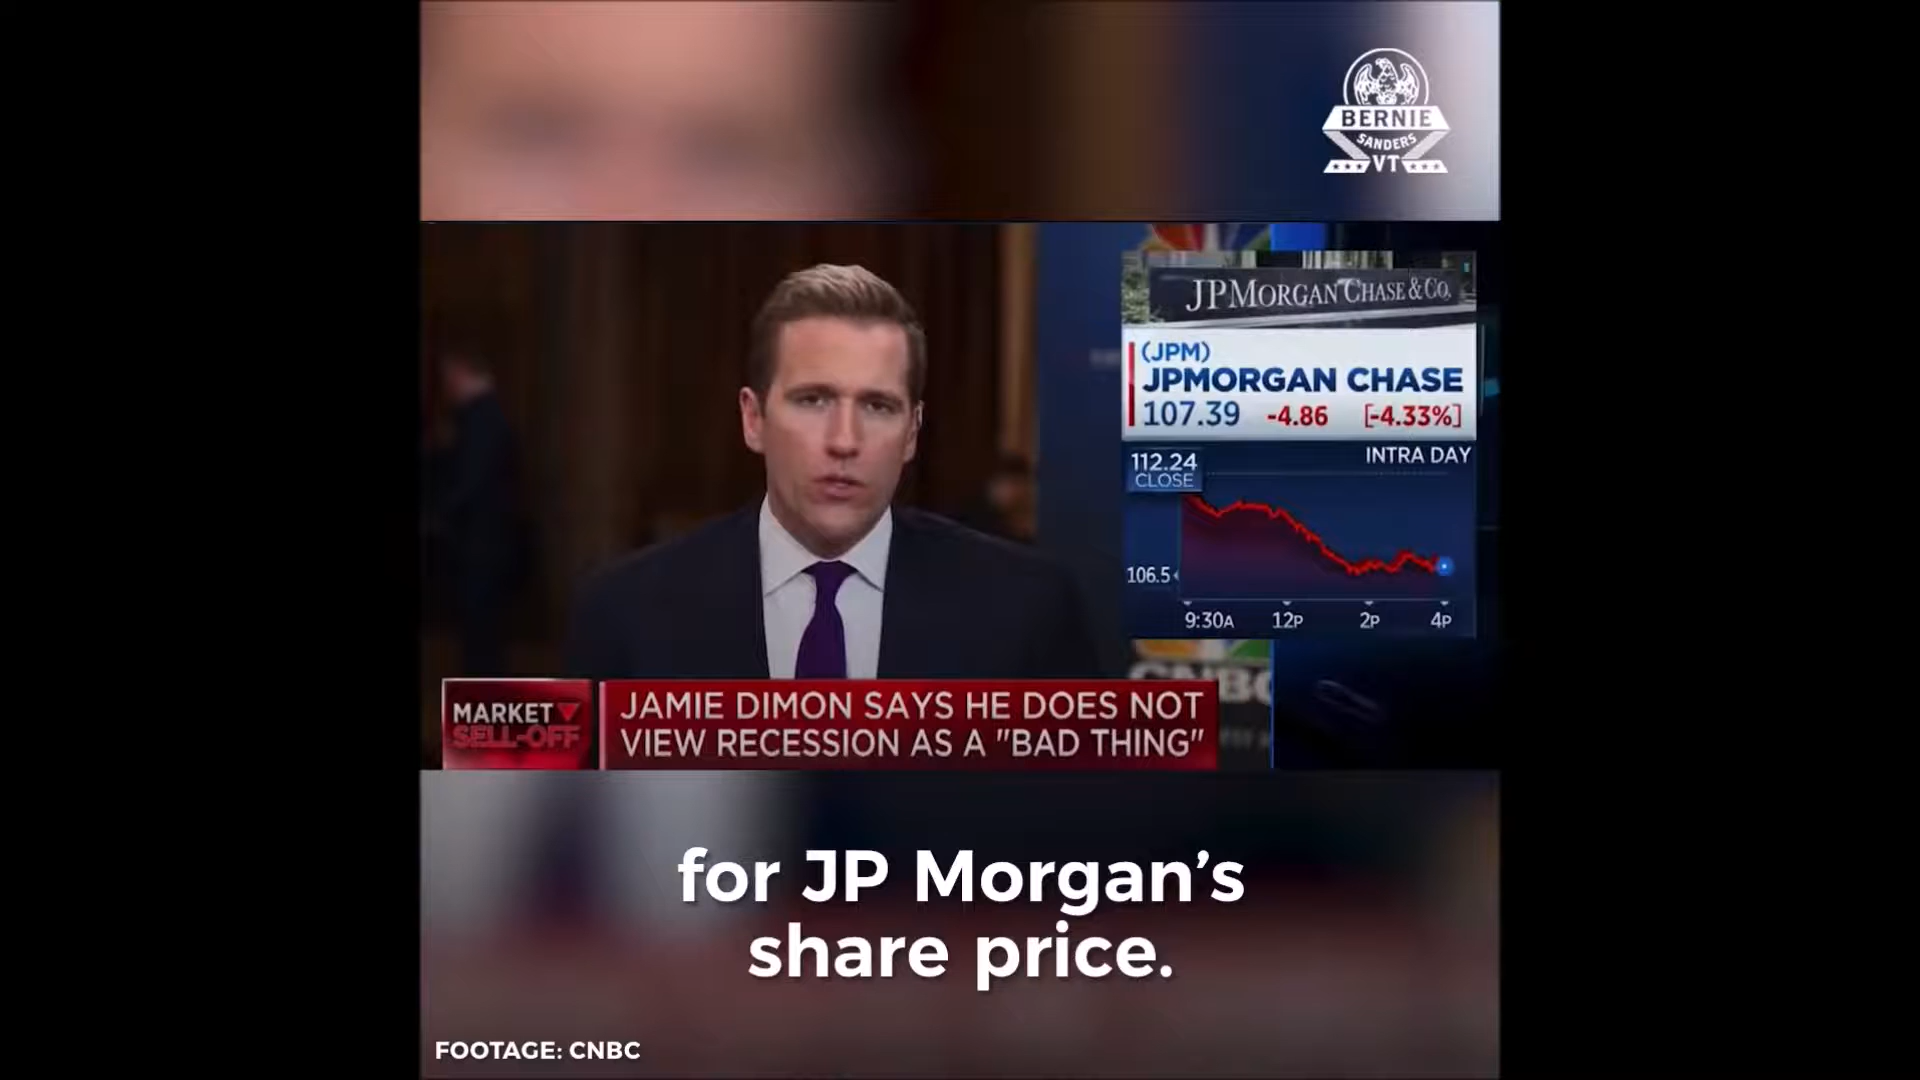 BERNIE
SANDERS
VT
JPMORGAN CHASE & CO.
(JPM)
JPMORGAN CHASE
107.39 -4.86 [-4.33%]
INTRA DAY
112.24
CLOSE
106.5
9:30A 12P 2P 4P
CNBC
MARKET
SELL-OFF
JAMIE DIMON SAYS HE DOES NOT
VIEW RECESSION AS A "BAD THING"
for JP Morgan’s
share price.
FOOTAGE: CNBC